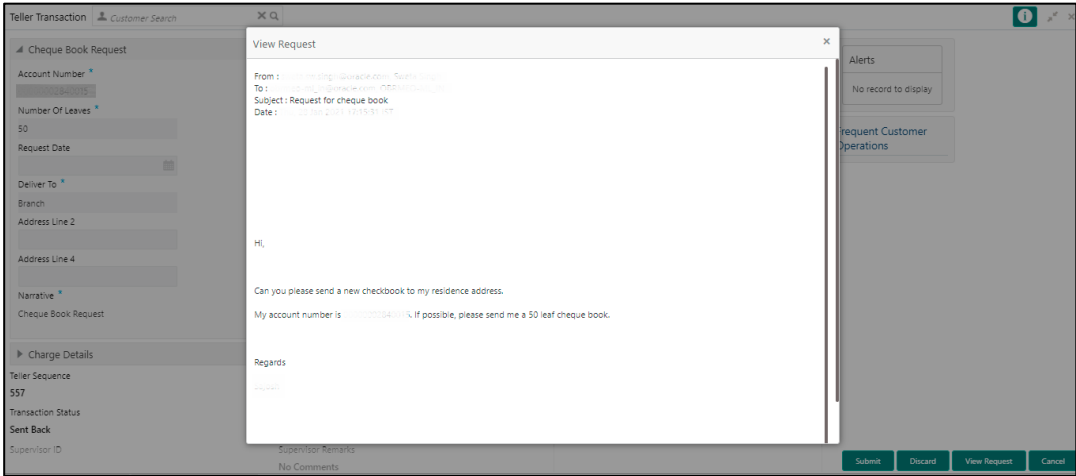 Teller Transaction
Customer Search
Cheque Book Request
Account Number *
Number Of Leaves *
50
Request Date
Deliver To *
Branch
Address Line 2
Address Line 4
Narrative *
Cheque Book Request
Charge Details
Teller Sequence
557
Transaction Status
Sent Back
Supervisor ID
Supervisor Remarks
No Comments
View Request
From :
To :
Subject : Request for cheque book
Date :
Hi,
Can you please send a new checkbook to my residence address.
My account number is . If possible, please send me a 50 leaf cheque book.
Regards
Alerts
No record to display
Frequent Customer
Operations
Submit Discard View Request Cancel